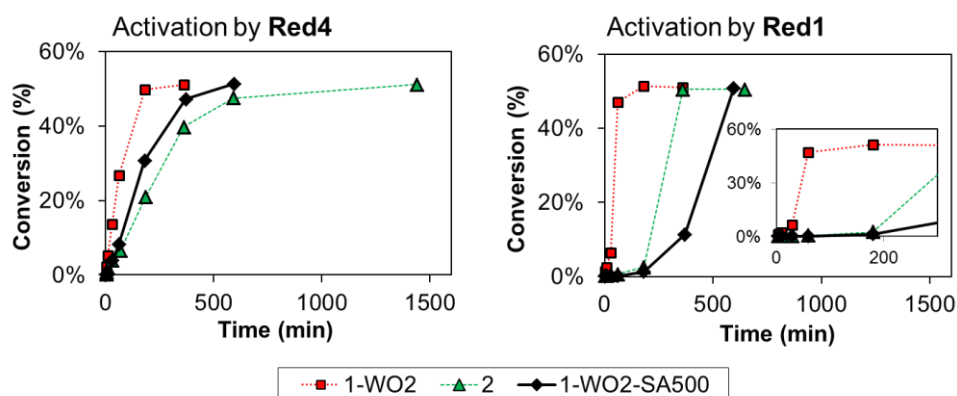 Activation by Red4
60%
40%
20%
0%
Conversion (%)
0 500 1000 1500
Time (min)
Activation by Red1
60%
40%
20%
0%
Conversion (%)
0 500 1000 1500
Time (min)
60%
30%
0%
0 200
1-WO2 2 1-WO2-SA500